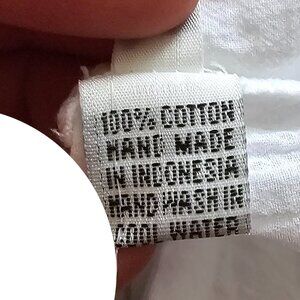 100% COTTON
HAND MADE
IN INDONESIA
HAND WASH IN
COOL WATER